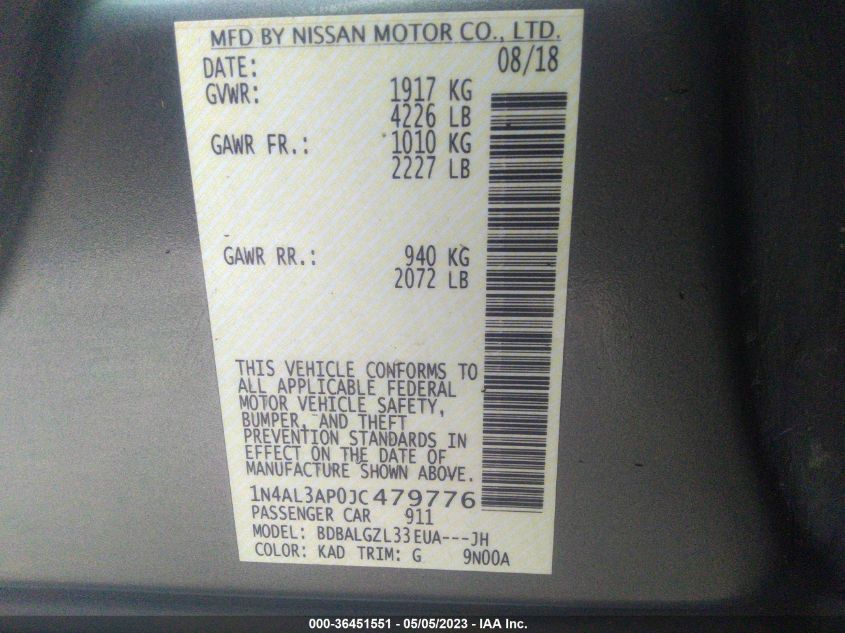 MFD BY NISSAN MOTOR CO., LTD.
DATE: 08/18
GVWR: 1917 KG
4226 LB
GAWR FR.: 1010 KG
2227 LB
GAWR RR.: 940 KG
2072 LB
THIS VEHICLE CONFORMS TO
ALL APPLICABLE FEDERAL
MOTOR VEHICLE SAFETY,
BUMPER, AND THEFT
PREVENTION STANDARDS IN
EFFECT ON THE DATE OF
MANUFACTURE SHOWN ABOVE.
1N4AL3AP0JC479776
PASSENGER CAR 911
MODEL: BDBALGZL33EUA---JH
COLOR: KAD TRIM: G 9N00A
000-36451551 - 05/05/2023 - IAA Inc.